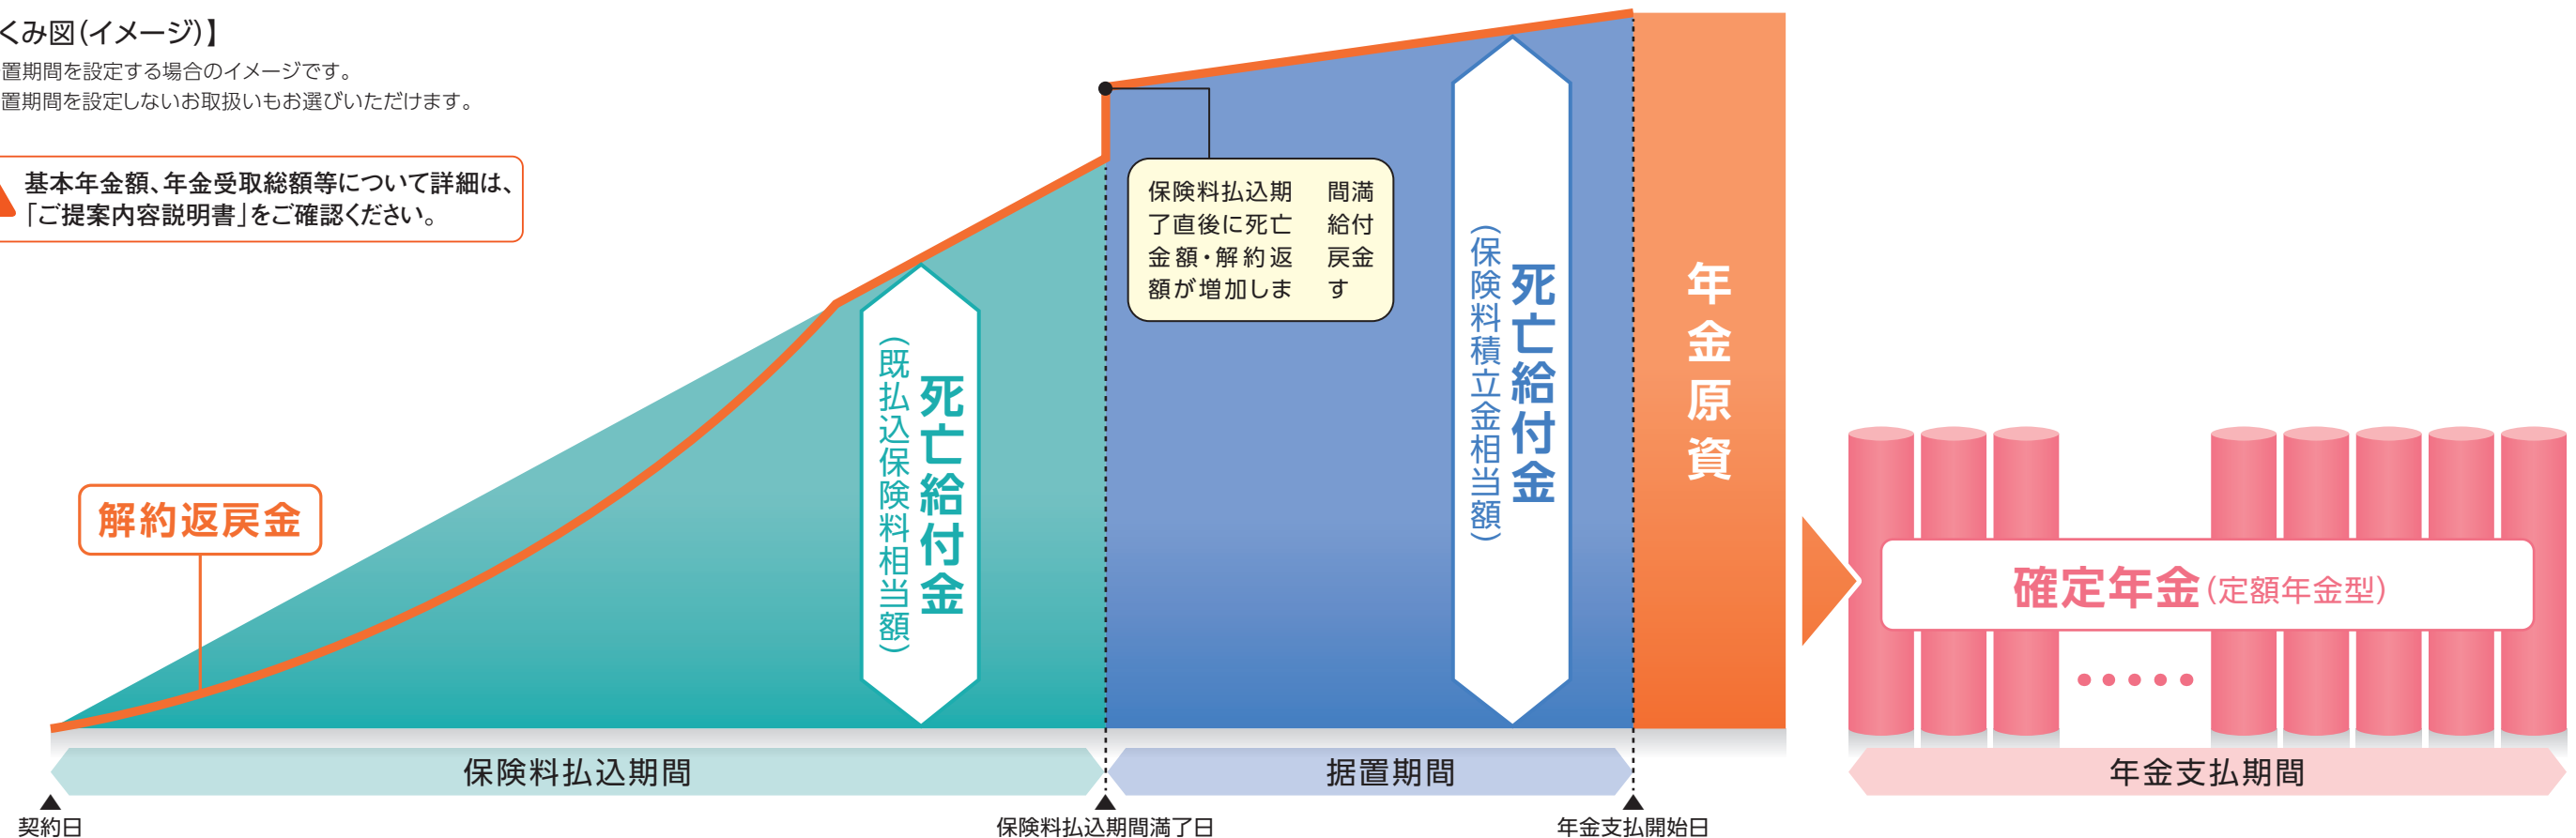 くみ図(イメージ)】
置期間を設定する場合のイメージです。
置期間を設定しないお取扱いもお選びいただけます。
基本年金額、年金受取総額等について詳細は、
「ご提案内容説明書」をご確認ください。
解約返戻金
死亡給付金
(既払込保険料相当額)
保険料払込期間満
了直後に死亡給付
金額・解約返戻金
額が増加します
死亡給付金
(保険料積立金相当額)
年金原資
確定年金(定額年金型)
保険料払込期間
据置期間
年金支払期間
契約日
保険料払込期間満了日
年金支払開始日